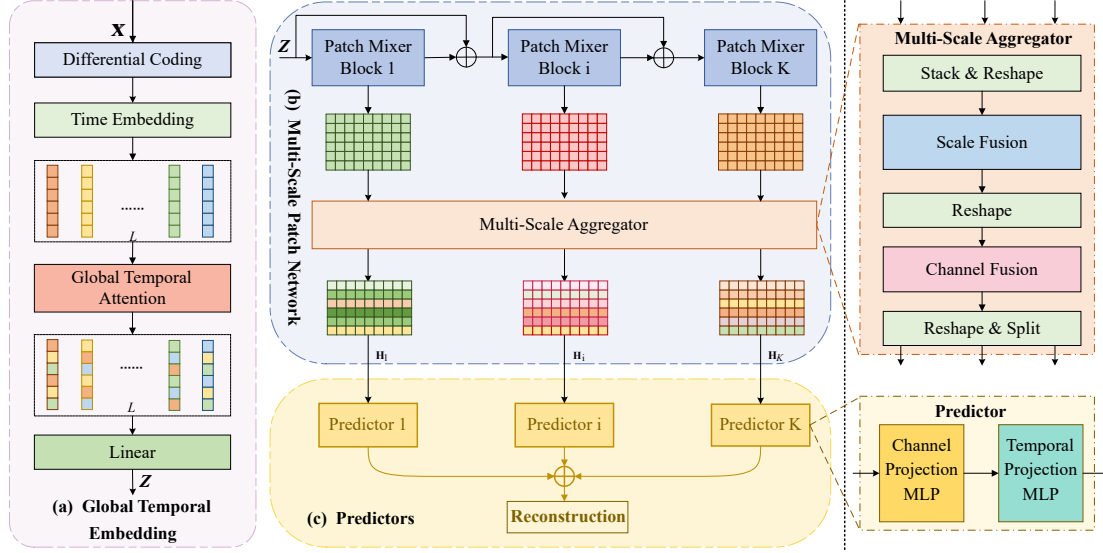 X
Differential Coding
Time Embedding
......
L
Global Temporal
Attention
......
L
Linear
Z
(a) Global Temporal
Embedding
Z
Patch Mixer
Block 1
Patch Mixer
Block i
Patch Mixer
Block K
(b) Multi-Scale Patch Network
Multi-Scale Aggregator
H1
Hi
HK
Predictor 1
Predictor i
Predictor K
Reconstruction
(c) Predictors
Multi-Scale Aggregator
Stack & Reshape
Scale Fusion
Reshape
Channel Fusion
Reshape & Split
Predictor
Channel
Projection
MLP
Temporal
Projection
MLP